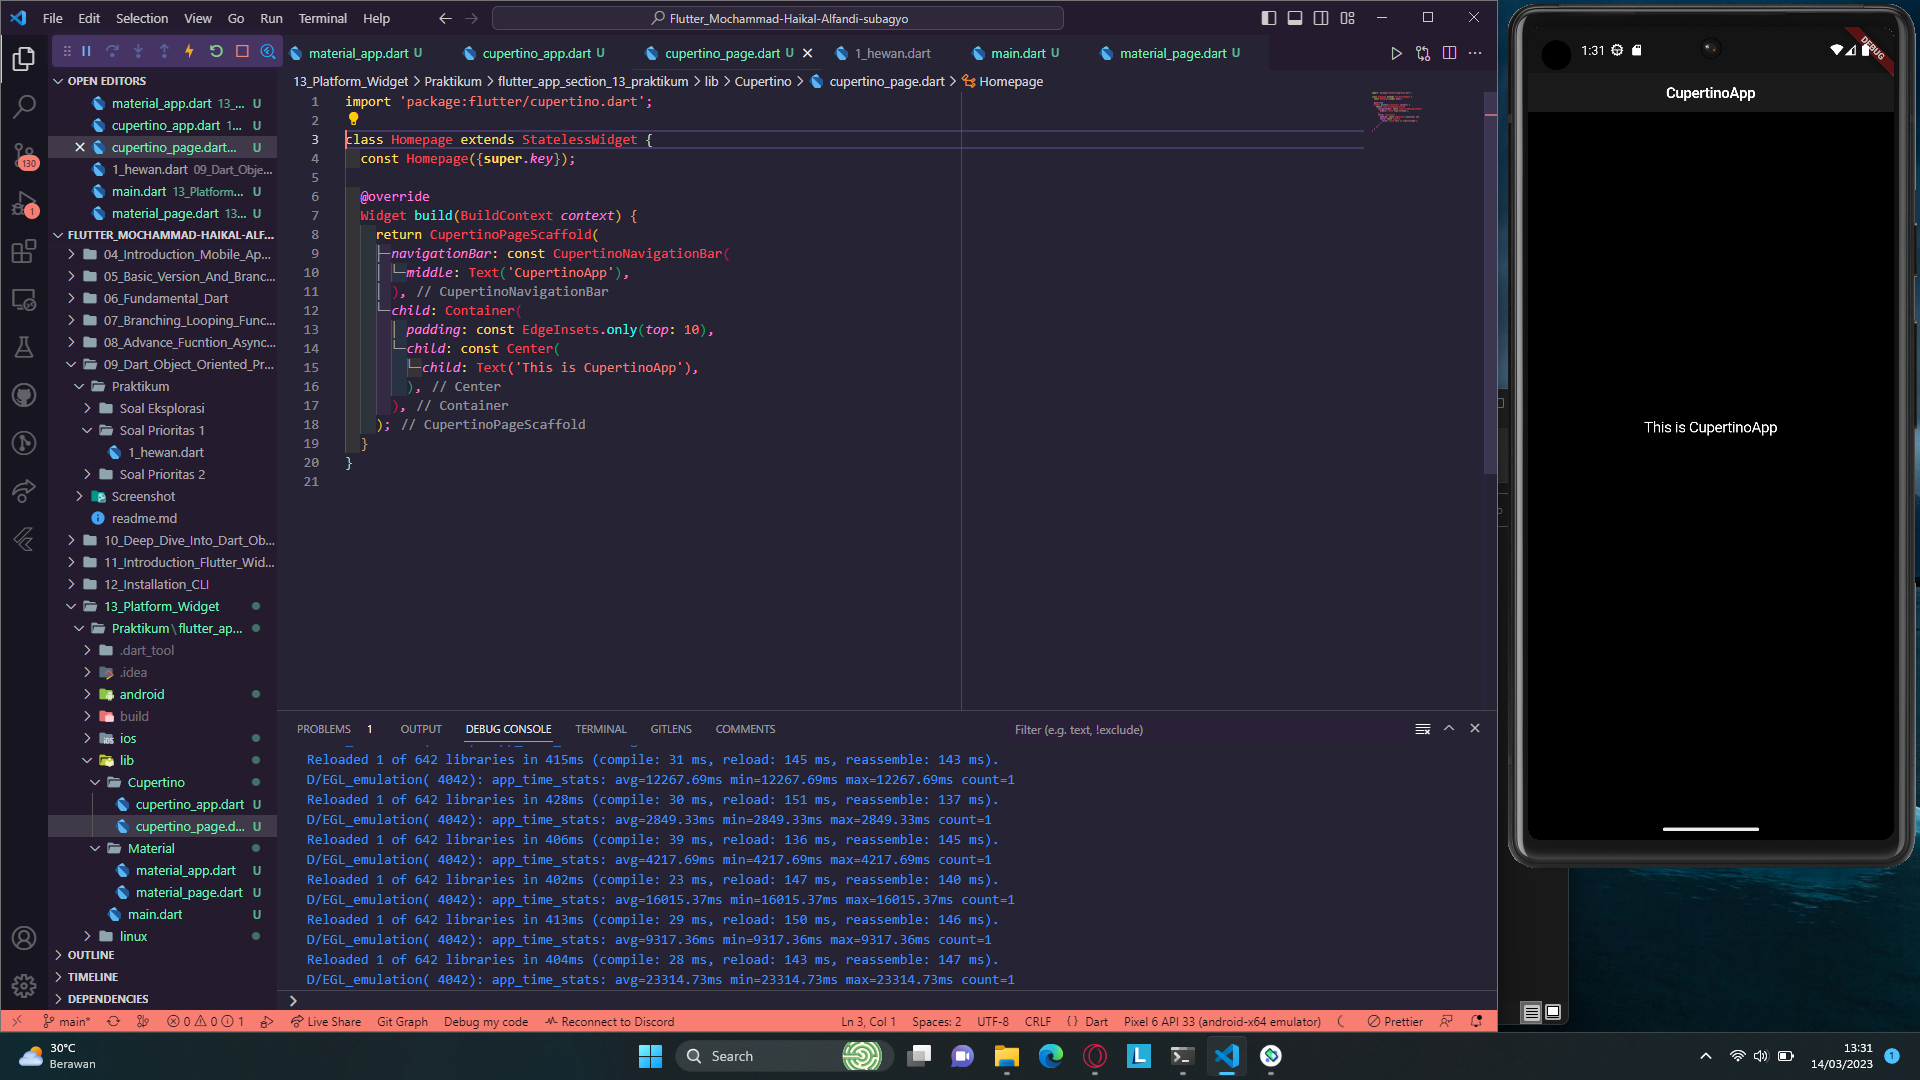 File Edit Selection View Go Run Terminal Help
Flutter_Mochammad-Haikal-Alfandi-subagyo
material_app.dart U cupertino_app.dart U cupertino_page.dart U 1_hewan.dart main.dart U material_page.dart U
13_Platform_Widget > Praktikum > flutter_app_section_13_praktikum > lib > Cupertino > cupertino_page.dart > Homepage
OPEN EDITORS
material_app.dart 13_... U
cupertino_app.dart 1... U
cupertino_page.dart... U
1_hewan.dart 09_Dart_Obje...
main.dart 13_Platform... U
material_page.dart 13... U
FLUTTER_MOCHAMMAD-HAIKAL-ALF...
04_Introduction_Mobile_Ap...
05_Basic_Version_And_Branc...
06_Fundamental_Dart
07_Branching_Looping_Func...
08_Advance_Fucntion_Async...
09_Dart_Object_Oriented_Pr...
Praktikum
Soal Eksplorasi
Soal Prioritas 1
1_hewan.dart
Soal Prioritas 2
Screenshot
readme.md
10_Deep_Dive_Into_Dart_Ob...
11_Introduction_Flutter_Wid...
12_Installation_CLI
13_Platform_Widget
Praktikum\flutter_ap...
.dart_tool
.idea
android
build
ios
lib
Cupertino
cupertino_app.dart U
cupertino_page.d... U
Material
material_app.dart U
material_page.dart U
main.dart U
linux
OUTLINE
TIMELINE
DEPENDENCIES
130
1
1 import 'package:flutter/cupertino.dart';
2
3 class Homepage extends StatelessWidget {
4 const Homepage({super.key});
5
6 @override
7 Widget build(BuildContext context) {
8 return CupertinoPageScaffold(
9 navigationBar: const CupertinoNavigationBar(
10 middle: Text('CupertinoApp'),
11 ), // CupertinoNavigationBar
12 child: Container(
13 padding: const EdgeInsets.only(top: 10),
14 child: const Center(
15 child: Text('This is CupertinoApp'),
16 ), // Center
17 ), // Container
18 ); // CupertinoPageScaffold
19 }
20 }
21
PROBLEMS 1 OUTPUT DEBUG CONSOLE TERMINAL GITLENS COMMENTS Filter (e.g. text, !exclude)
Reloaded 1 of 642 libraries in 415ms (compile: 31 ms, reload: 145 ms, reassemble: 143 ms).
D/EGL_emulation( 4042): app_time_stats: avg=12267.69ms min=12267.69ms max=12267.69ms count=1
Reloaded 1 of 642 libraries in 428ms (compile: 30 ms, reload: 151 ms, reassemble: 137 ms).
D/EGL_emulation( 4042): app_time_stats: avg=2849.33ms min=2849.33ms max=2849.33ms count=1
Reloaded 1 of 642 libraries in 406ms (compile: 39 ms, reload: 136 ms, reassemble: 145 ms).
D/EGL_emulation( 4042): app_time_stats: avg=4217.69ms min=4217.69ms max=4217.69ms count=1
Reloaded 1 of 642 libraries in 402ms (compile: 23 ms, reload: 147 ms, reassemble: 140 ms).
D/EGL_emulation( 4042): app_time_stats: avg=16015.37ms min=16015.37ms max=16015.37ms count=1
Reloaded 1 of 642 libraries in 413ms (compile: 29 ms, reload: 150 ms, reassemble: 146 ms).
D/EGL_emulation( 4042): app_time_stats: avg=9317.36ms min=9317.36ms max=9317.36ms count=1
Reloaded 1 of 642 libraries in 404ms (compile: 28 ms, reload: 143 ms, reassemble: 147 ms).
D/EGL_emulation( 4042): app_time_stats: avg=23314.73ms min=23314.73ms max=23314.73ms count=1
main* 0 0 1 Live Share Git Graph Debug my code Reconnect to Discord Ln 3, Col 1 Spaces: 2 UTF-8 CRLF {} Dart Pixel 6 API 33 (android-x64 emulator) Prettier
1:31
DEBUG
CupertinoApp
This is CupertinoApp
30°C
Berawan
Search
L
13:31
14/03/2023
1